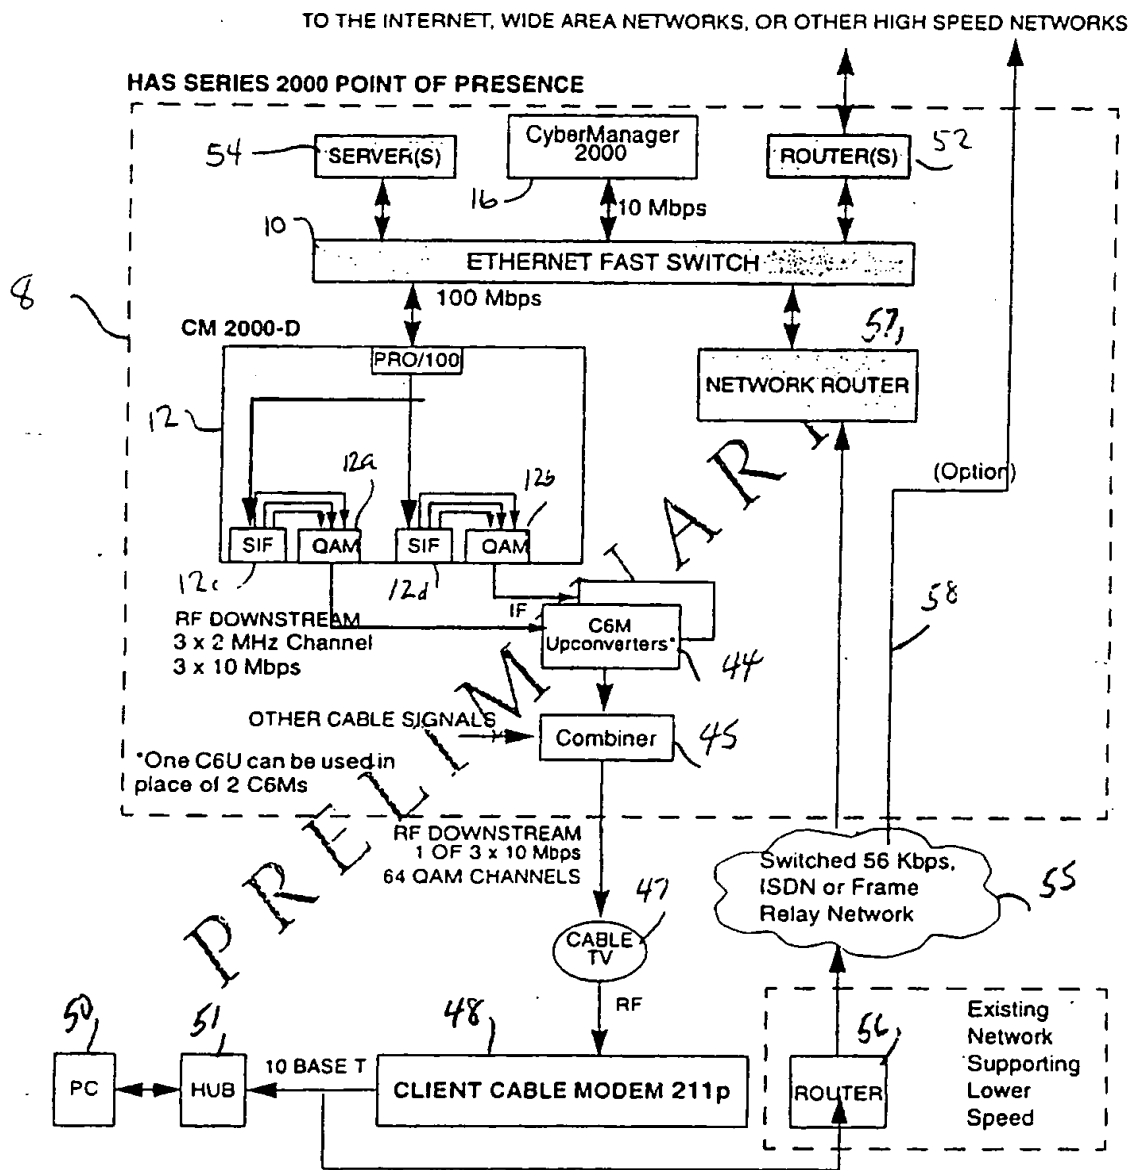 TO THE INTERNET, WIDE AREA NETWORKS, OR OTHER HIGH SPEED NETWORKS
HAS SERIES 2000 POINT OF PRESENCE
54
SERVER(S)
CyberManager
2000
16
ROUTER(S)
52
10 Mbps
10
ETHERNET FAST SWITCH
8
100 Mbps
CM 2000-D
PRO/100
57
NETWORK ROUTER
12
12a
12b
(Option)
SIF
QAM
SIF
QAM
12c
12d
IF
58
RF DOWNSTREAM
3 x 2 MHz Channel
3 x 10 Mbps
C6M
Upconverters*
44
OTHER CABLE SIGNALS
Combiner
45
*One C6U can be used in
place of 2 C6Ms
PRELIMINARY
RF DOWNSTREAM
1 OF 3 x 10 Mbps
64 QAM CHANNELS
Switched 56 Kbps,
ISDN or Frame
Relay Network
55
47
CABLE
TV
RF
50
51
48
56
Existing
Network
Supporting
Lower
Speed
PC
HUB
10 BASE T
CLIENT CABLE MODEM 211p
ROUTER